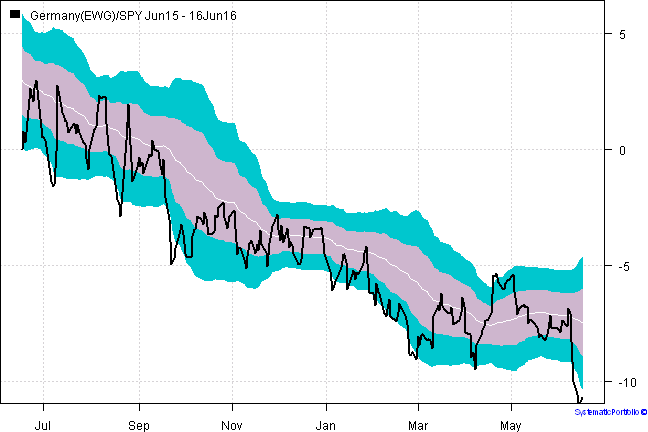 Germany(EWG)/SPY Jun15 - 16Jun16
5
0
-5
-10
Jul Sep Nov Jan Mar May
SystematicPortfolio ©